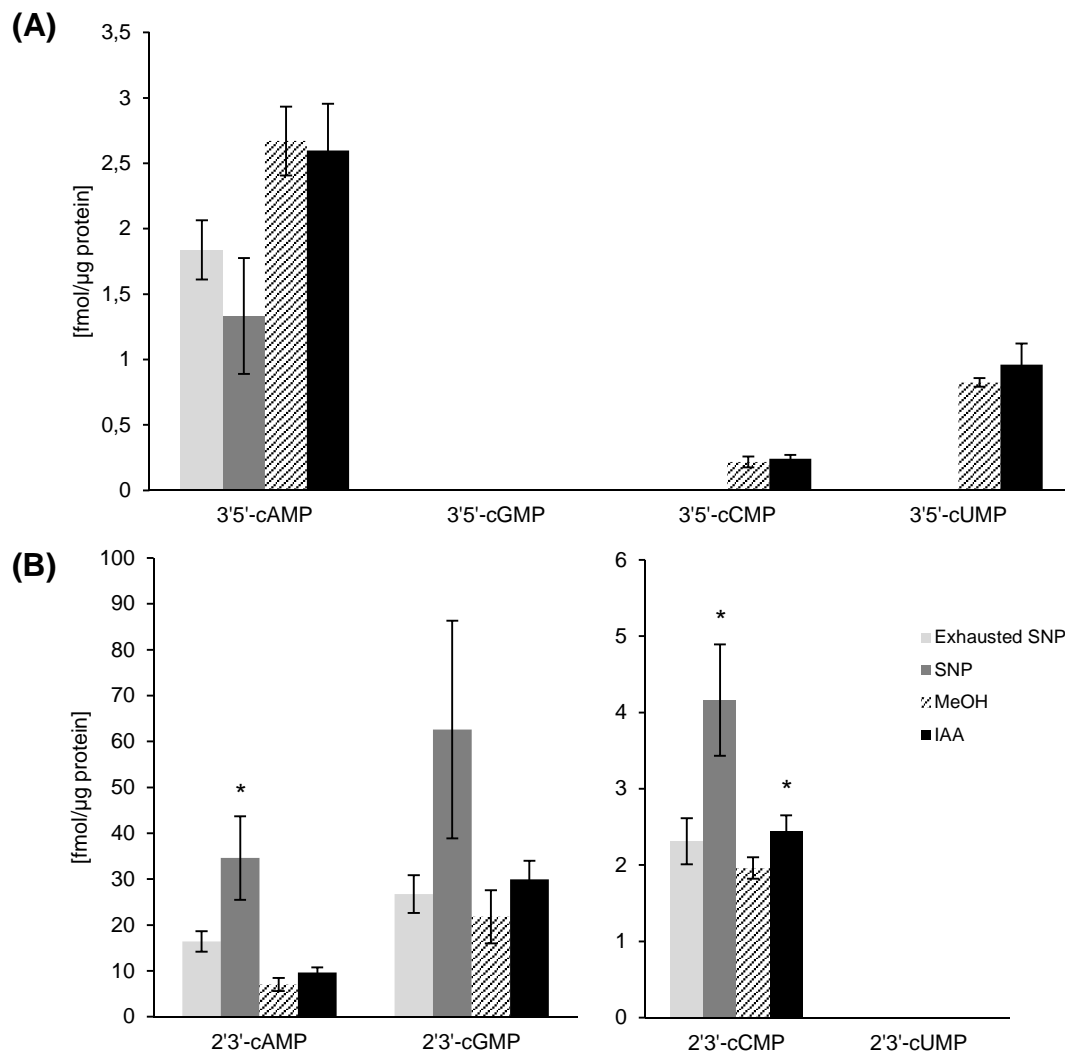 (A)
3,5
3
2,5
2
1,5
1
0,5
0
[fmol/µg protein]
3'5'-cAMP
3'5'-cGMP
3'5'-cCMP
3'5'-cUMP
(B)
100
90
80
70
60
50
40
30
20
10
0
[fmol/µg protein]
*
2'3'-cAMP
2'3'-cGMP
6
5
4
3
2
1
0
*
*
2'3'-cCMP
2'3'-cUMP
Exhausted SNP
SNP
MeOH
IAA